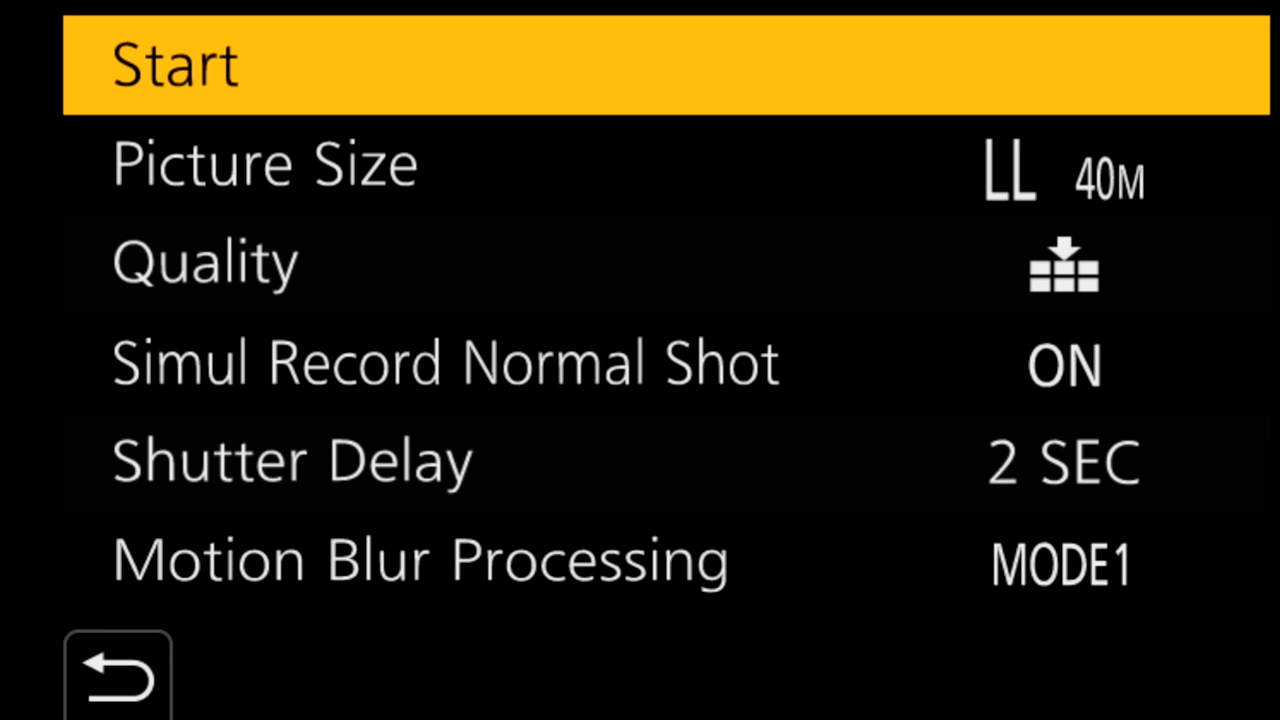 Start
Picture Size LL 40M
Quality
Simul Record Normal Shot ON
Shutter Delay 2 SEC
Motion Blur Processing MODE1